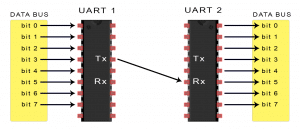 DATA BUS UART 1 UART 2 DATA BUS
bit 0 bit 0
bit 1 bit 1
bit 2 bit 2
bit 3 Tx Tx bit 3
bit 4 bit 4
bit 5 Rx Rx bit 5
bit 6 bit 6
bit 7 bit 7